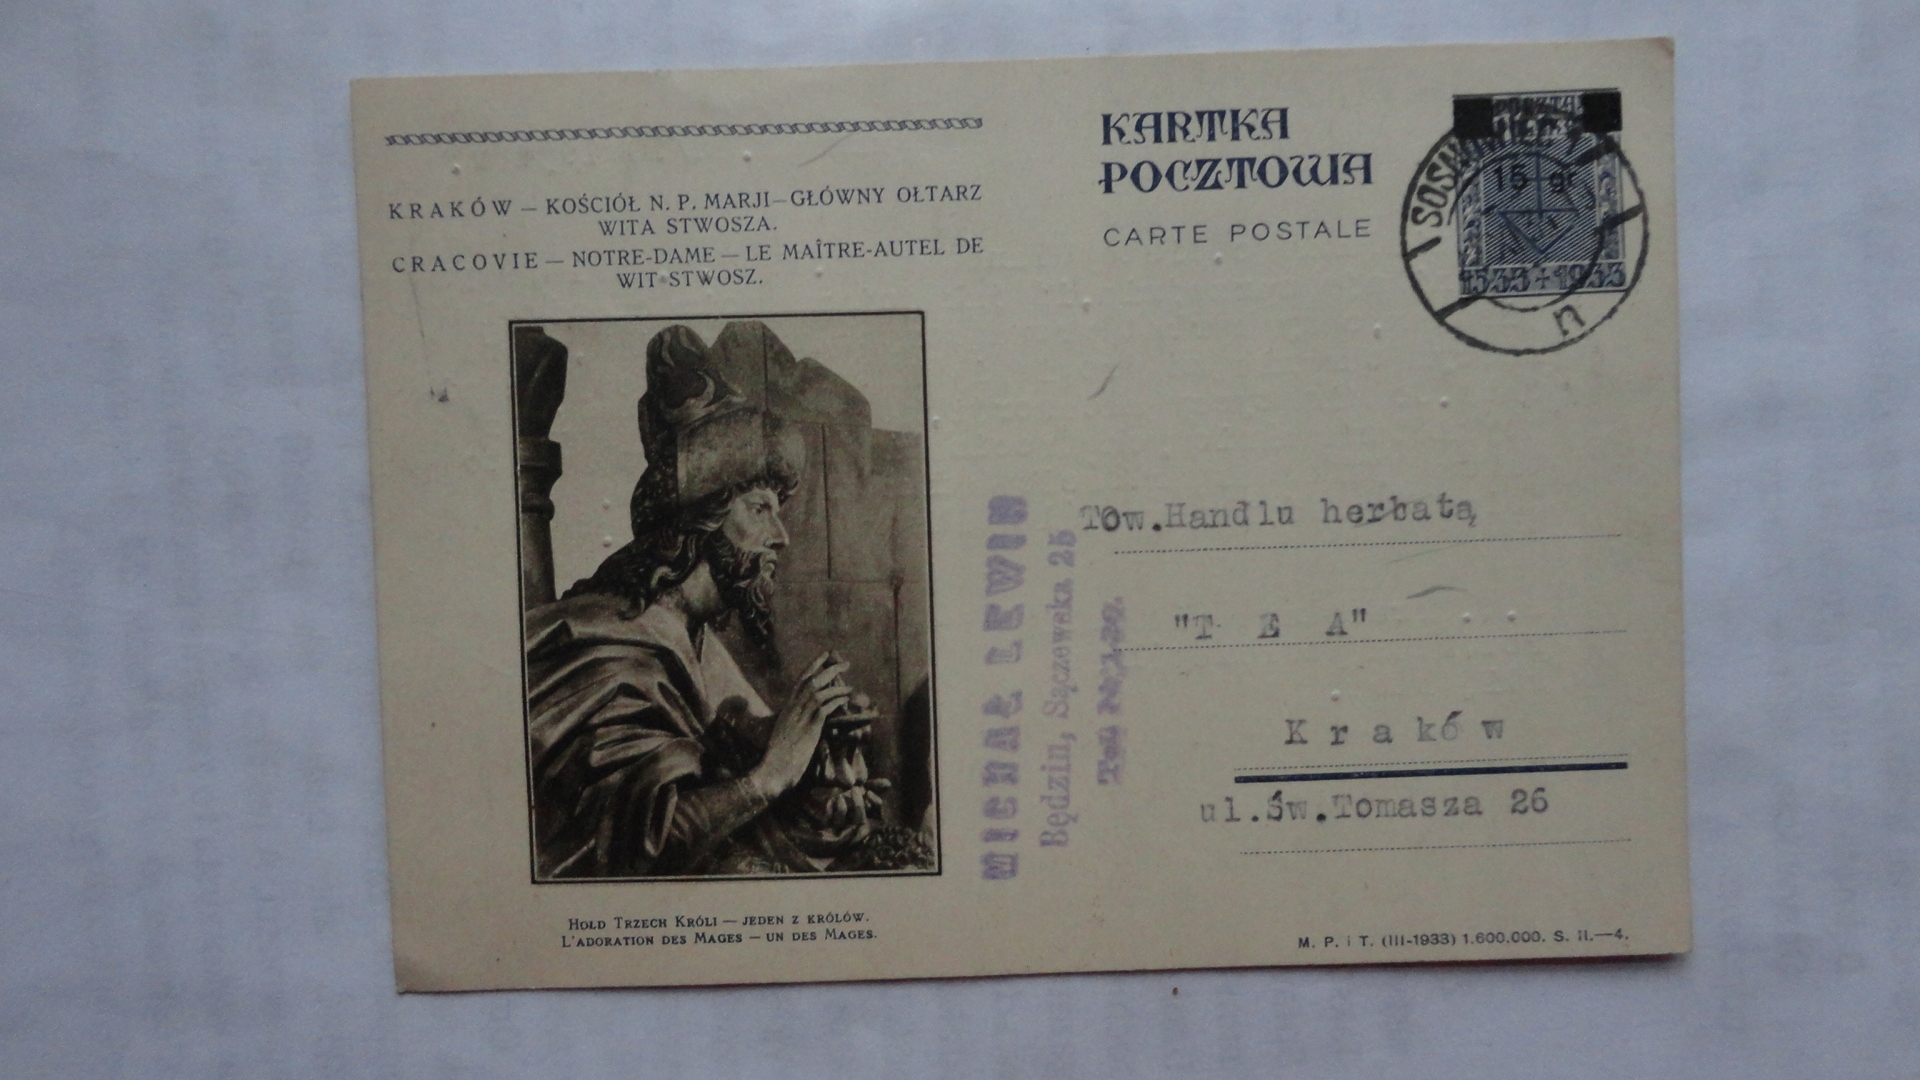 KRAKÓW — KOŚCIÓŁ N. P. MARJI—GŁÓWNY OŁTARZ
WITA STWOSZA.
CRACOVIE — NOTRE-DAME — LE MAÎTRE-AUTEL DE
WIT STWOSZ.
HOŁD TRZECH KRÓLI — JEDEN Z KRÓLÓW.
L'ADORATION DES MAGES — UN DES MAGES.
KARTKA
POCZTOWA
CARTE POSTALE
POCZTA
SOSNOWIEC 1
15 gr
1533 + 1933
n
MICHAŁ LEWIN
Będzin, Sączewska 25
Tow.Handlu herbatą
"T E A"
Kraków
ul.Św.Tomasza 26
M. P. i T. (III-1933) 1.600.000. S. II.—4.